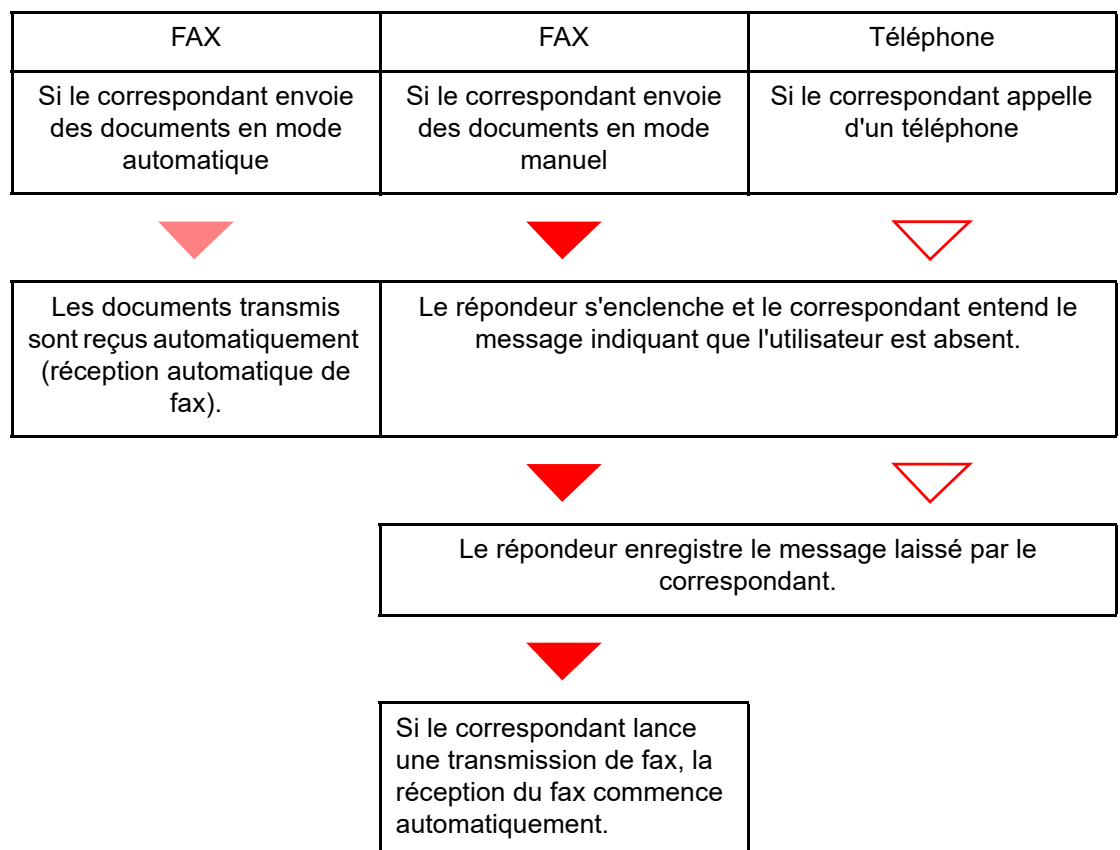 FAX
FAX
Téléphone
Si le correspondant envoie
des documents en mode
automatique
Si le correspondant envoie
des documents en mode
manuel
Si le correspondant appelle
d'un téléphone
Les documents transmis
sont reçus automatiquement
(réception automatique de
fax).
Le répondeur s'enclenche et le correspondant entend le
message indiquant que l'utilisateur est absent.
Le répondeur enregistre le message laissé par le
correspondant.
Si le correspondant lance
une transmission de fax, la
réception du fax commence
automatiquement.